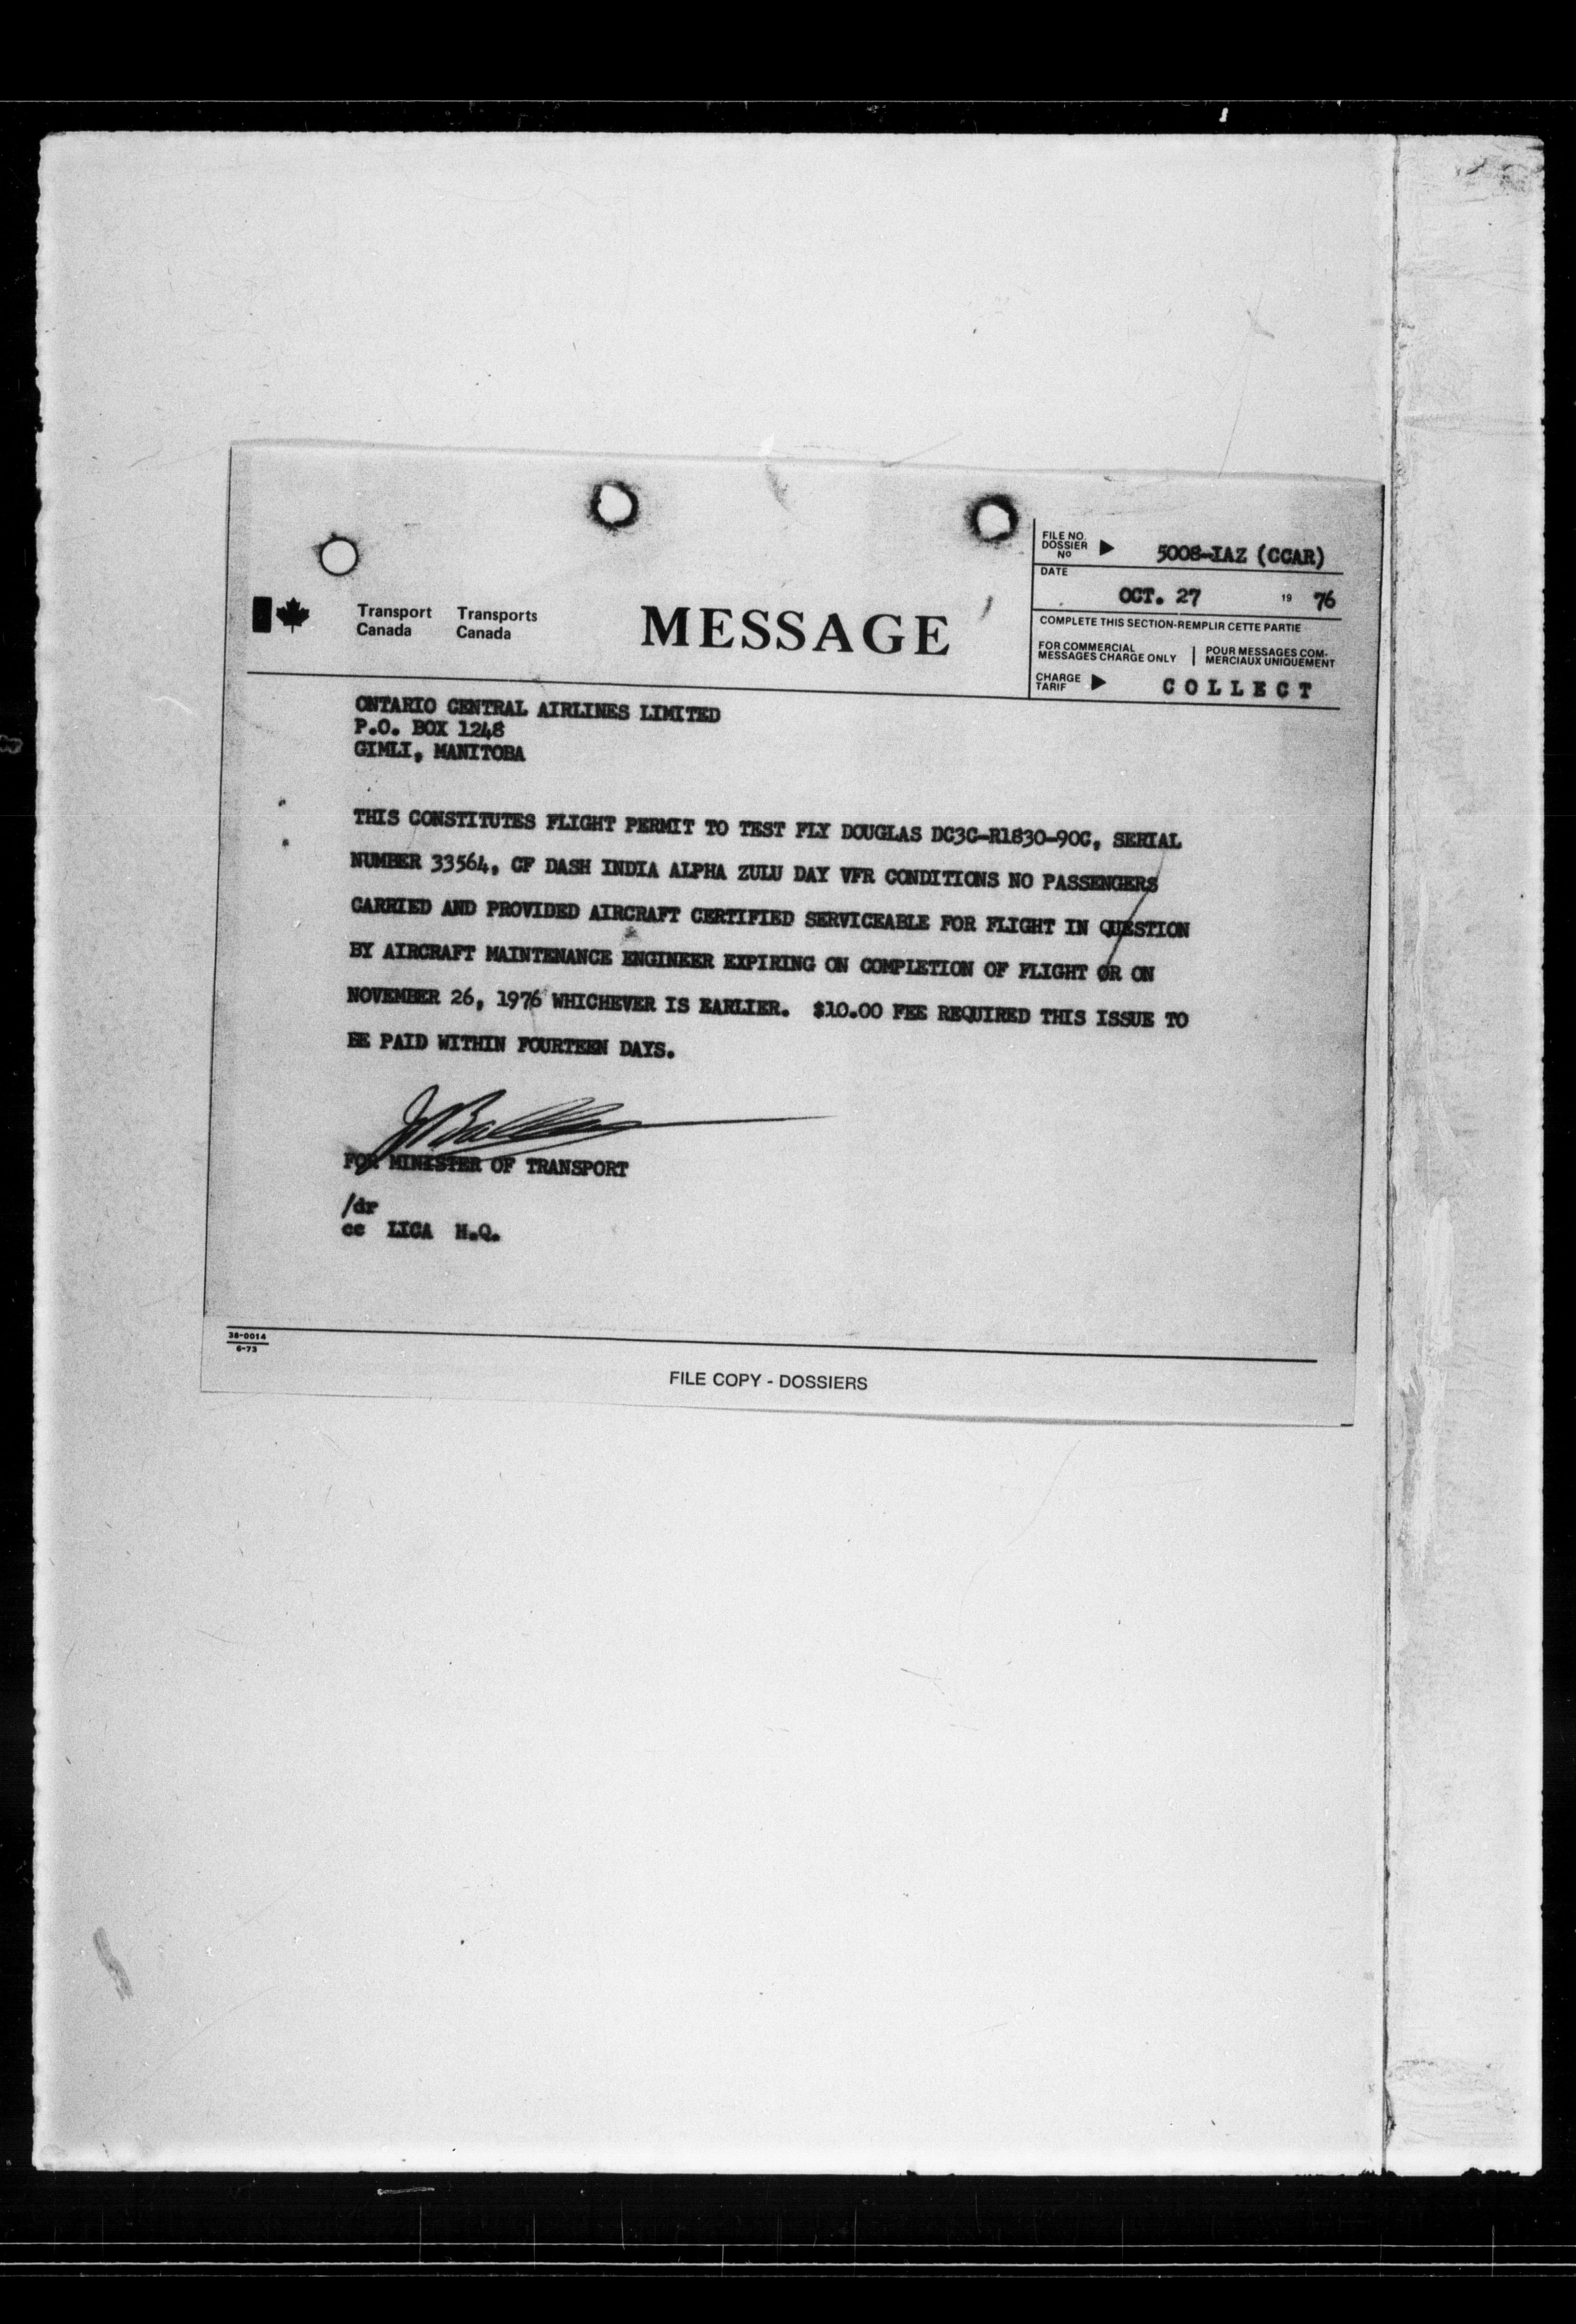 FILE NO.
DOSSIER
Nº
5008-IAZ (CCAR)
DATE
OCT. 27 19 76
COMPLETE THIS SECTION-REMPLIR CETTE PARTIE
FOR COMMERCIAL
MESSAGES CHARGE ONLY
POUR MESSAGES COM-
MERCIAUX UNIQUEMENT
CHARGE
TARIF
COLLECT
Transport Transports
Canada Canada
MESSAGE
ONTARIO CENTRAL AIRLINES LIMITED
P.O. BOX 1248
GIMLI, MANITOBA
THIS CONSTITUTES FLIGHT PERMIT TO TEST FLY DOUGLAS DC3C-R1830-90C, SERIAL
NUMBER 33564, CF DASH INDIA ALPHA ZULU DAY VFR CONDITIONS NO PASSENGERS
CARRIED AND PROVIDED AIRCRAFT CERTIFIED SERVICEABLE FOR FLIGHT IN QUESTION
BY AIRCRAFT MAINTENANCE ENGINEER EXPIRING ON COMPLETION OF FLIGHT OR ON
NOVEMBER 26, 1976 WHICHEVER IS EARLIER. $10.00 FEE REQUIRED THIS ISSUE TO
BE PAID WITHIN FOURTEEN DAYS.
FOR MINISTER OF TRANSPORT
/dr
cc LICA H.Q.
36-0014
6-73
FILE COPY - DOSSIERS